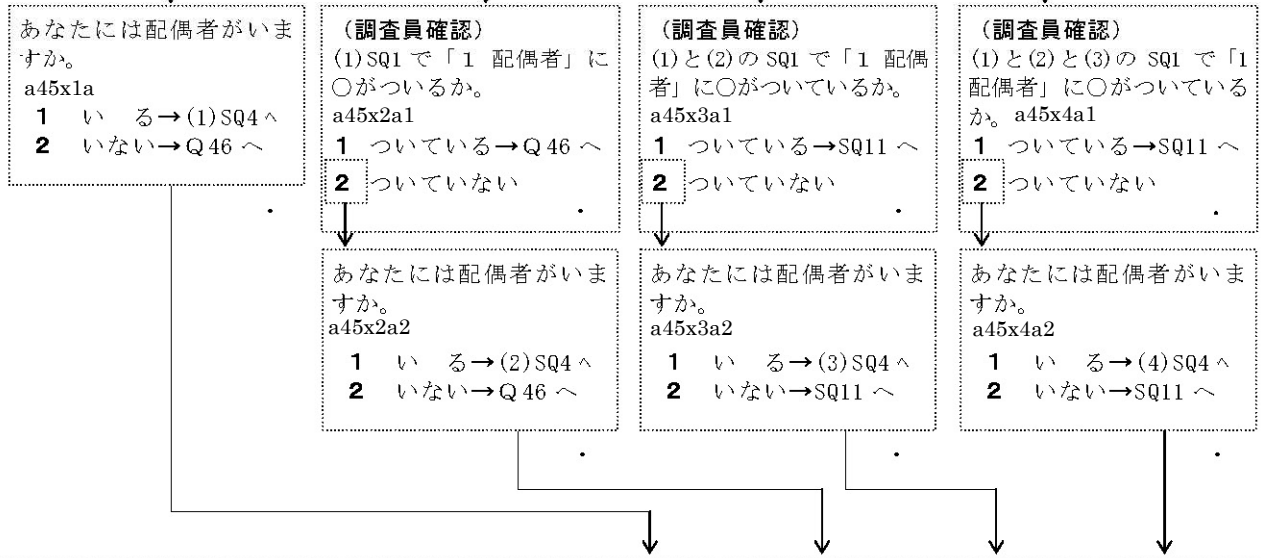 あなたには配偶者がいま
すか。
a45x1a
1 い る→(1)SQ4へ
2 いない→Q46へ
(調査員確認)
(1)SQ1で「1 配偶者」に
○がついるか。
a45x2a1
1 ついている→Q46へ
2 ついていない
あなたには配偶者がいま
すか。
a45x2a2
1 い る→(2)SQ4へ
2 いない→Q46へ
(調査員確認)
(1)と(2)のSQ1で「1 配偶
者」に○がついているか。
a45x3a1
1 ついている→SQ11へ
2 ついていない
あなたには配偶者がいま
すか。
a45x3a2
1 い る→(3)SQ4へ
2 いない→SQ11へ
(調査員確認)
(1)と(2)と(3)のSQ1で「1
配偶者」に○がついている
か。 a45x4a1
1 ついている→SQ11へ
2 ついていない
あなたには配偶者がいま
すか。
a45x4a2
1 い る→(4)SQ4へ
2 いない→SQ11へ